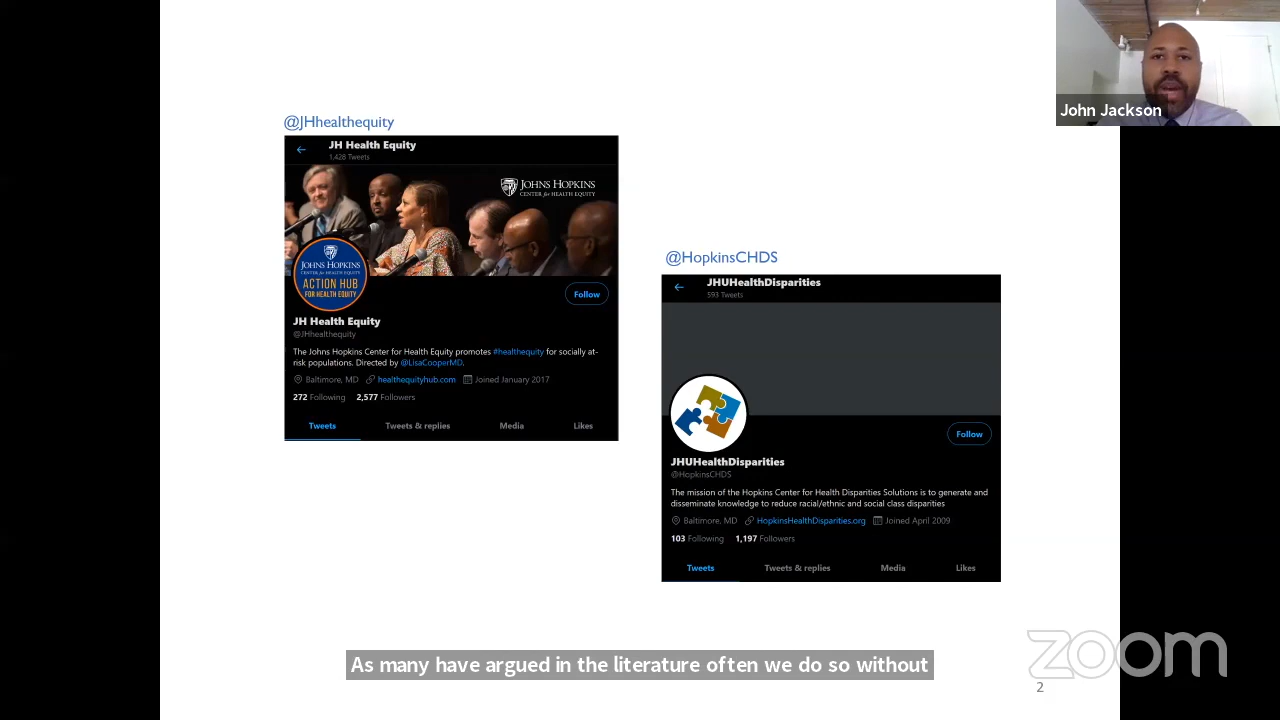 John Jackson
@JHhealthequity
JH Health Equity
1,428 Tweets
JOHNS HOPKINS
CENTER for HEALTH EQUITY
JOHNS HOPKINS
CENTER for HEALTH EQUITY
ACTION HUB
FOR HEALTH EQUITY
Follow
JH Health Equity
@JHhealthequity
The Johns Hopkins Center for Health Equity promotes #healthequity for socially at-
risk populations. Directed by @LisaCooperMD.
Baltimore, MD healthequityhub.com Joined January 2017
272 Following 2,577 Followers
Tweets Tweets & replies Media Likes
@HopkinsCHDS
JHUHealthDisparities
593 Tweets
Follow
JHUHealthDisparities
@HopkinsCHDS
The mission of the Hopkins Center for Health Disparities Solutions is to generate and
disseminate knowledge to reduce racial/ethnic and social class disparities
Baltimore, MD HopkinsHealthDisparities.org Joined April 2009
103 Following 1,197 Followers
Tweets Tweets & replies Media Likes
As many have argued in the literature often we do so without
zoom
2